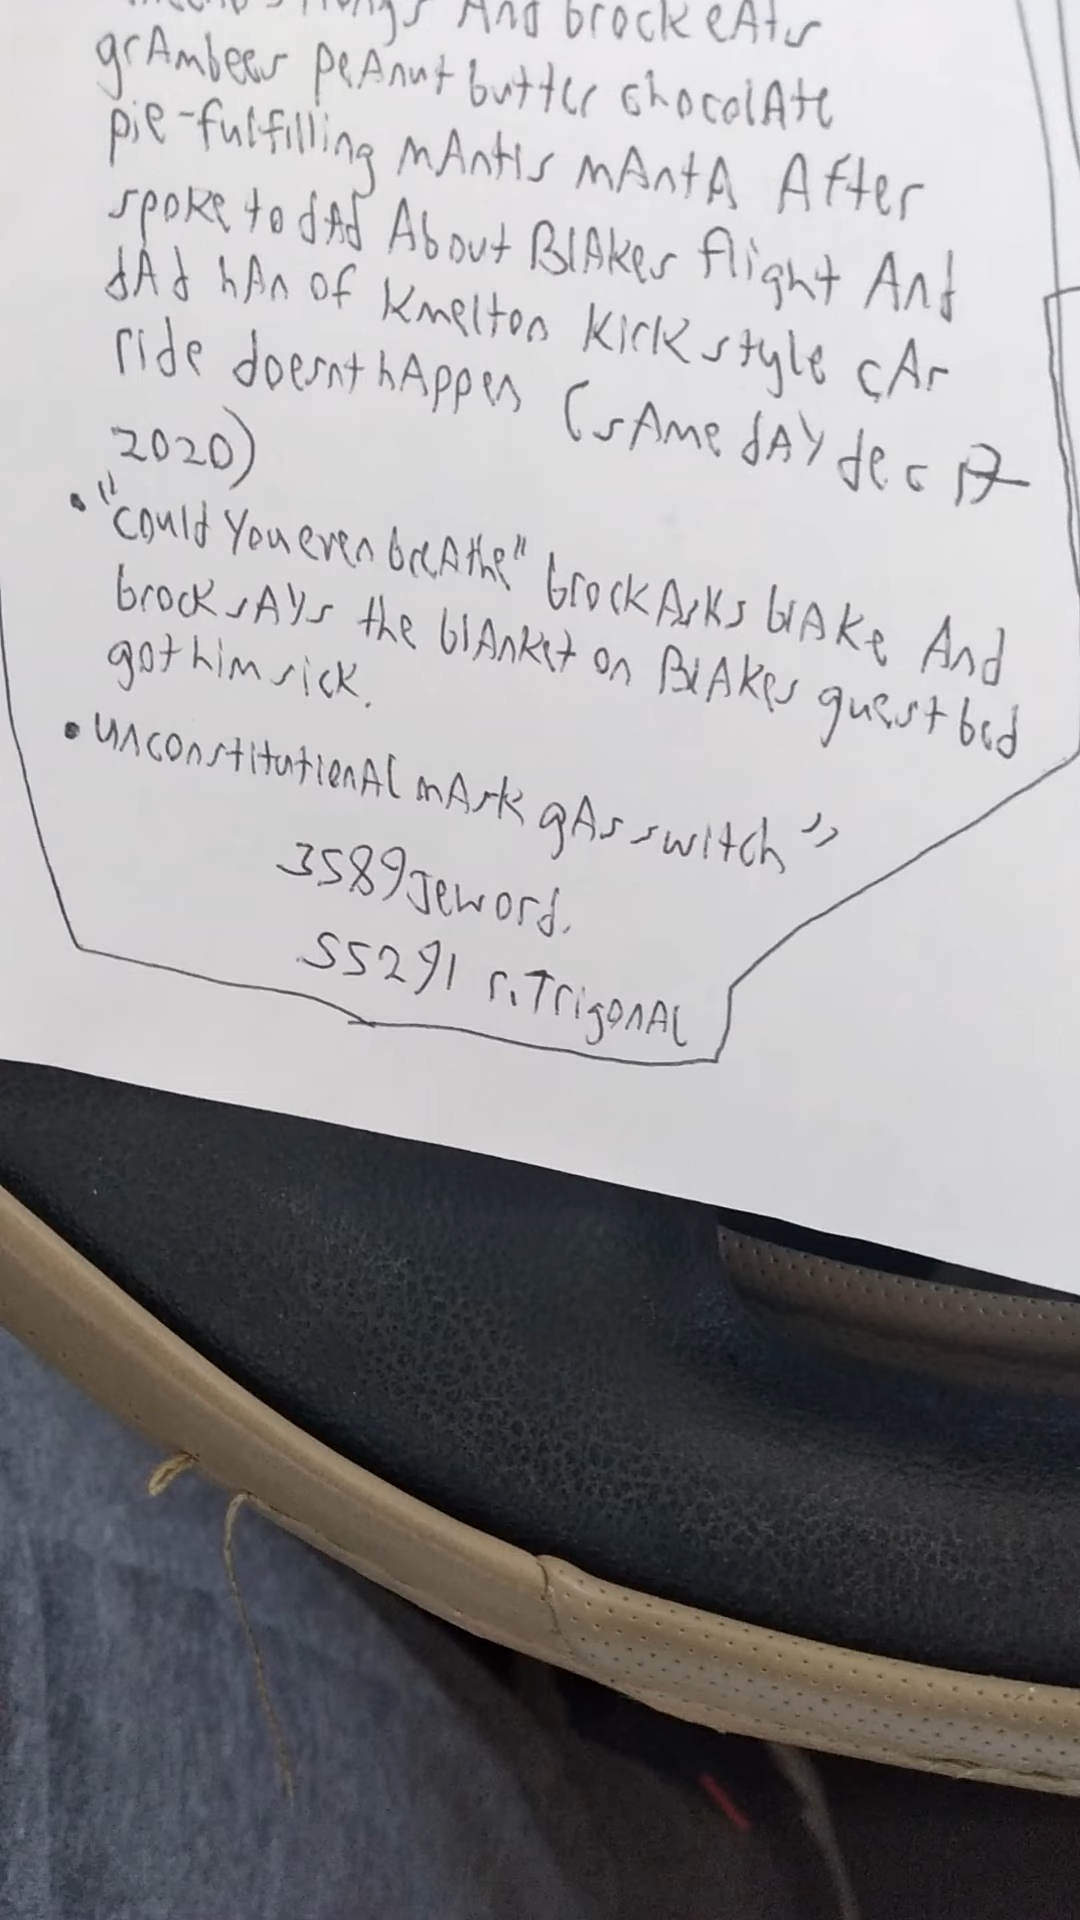 And brock eAts
grAmbees peAnut butter chocolAte
pie-fulfilling mAntis mAntA After
spoke to dAd About BlAkes flight And
dAd hAn of Kmelton Kirk style cAr
ride doesnt hAppen (sAme dAy dec 17
2020)
• "could you even breAthe" brock Asks blAke And
brock sAys the blAnket on BlAkes guest bed
got him sick.
• unconstitutionAl mArk gAs switch"
3589 Jeword.
55291 r. TrigonAl